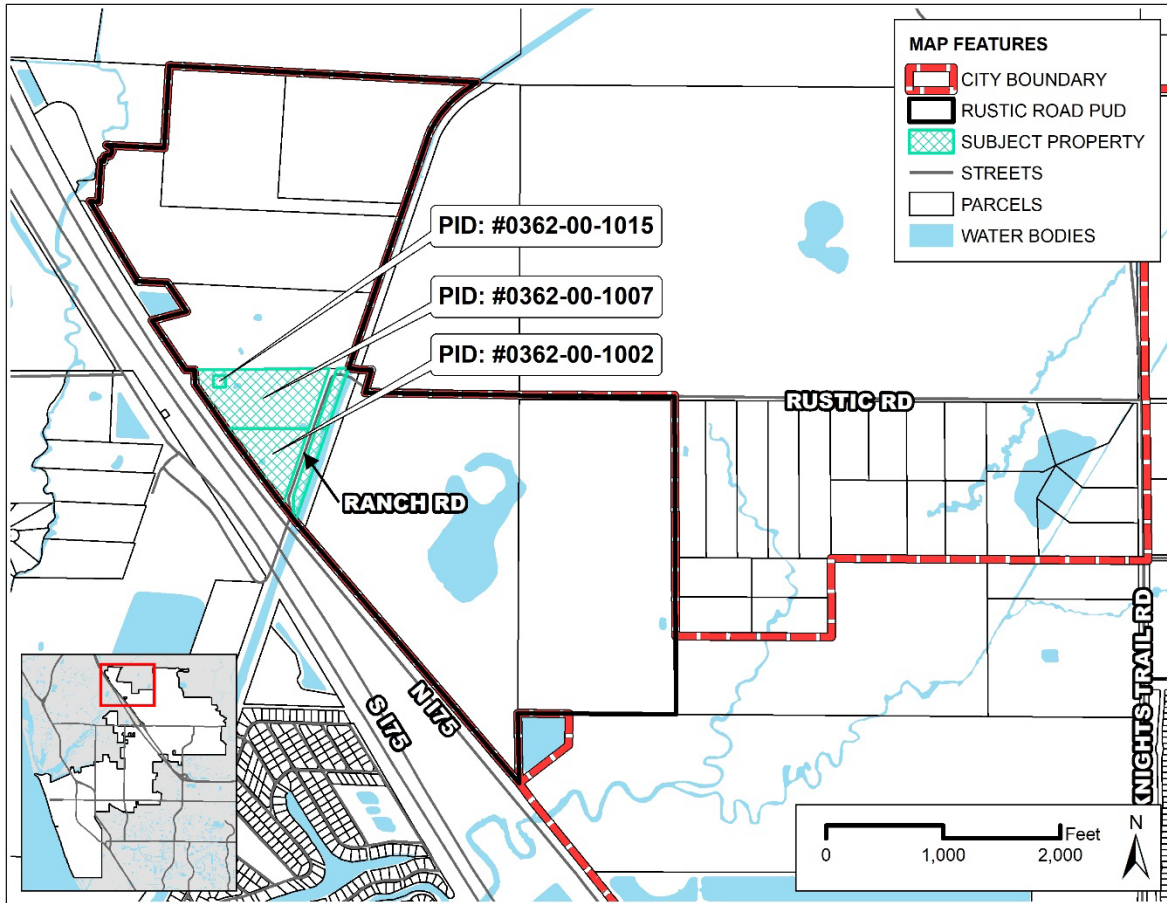 MAP FEATURES
CITY BOUNDARY
RUSTIC ROAD PUD
SUBJECT PROPERTY
STREETS
PARCELS
WATER BODIES
PID: #0362-00-1015
PID: #0362-00-1007
PID: #0362-00-1002
RUSTIC RD
RANCH RD
N I75
S I75
KNIGHTS TRAIL RD
Feet
0 1,000 2,000
N